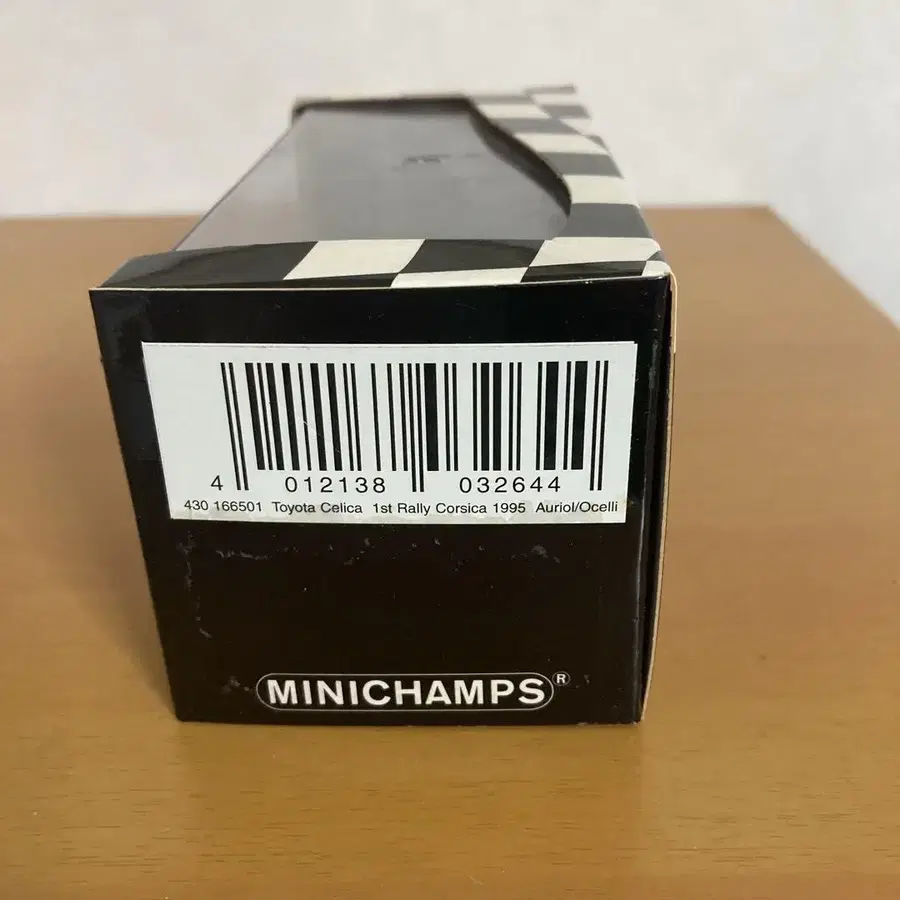 4 012138 032644
430 166501 Toyota Celica 1st Rally Corsica 1995 Auriol/Ocelli
MINICHAMPS®